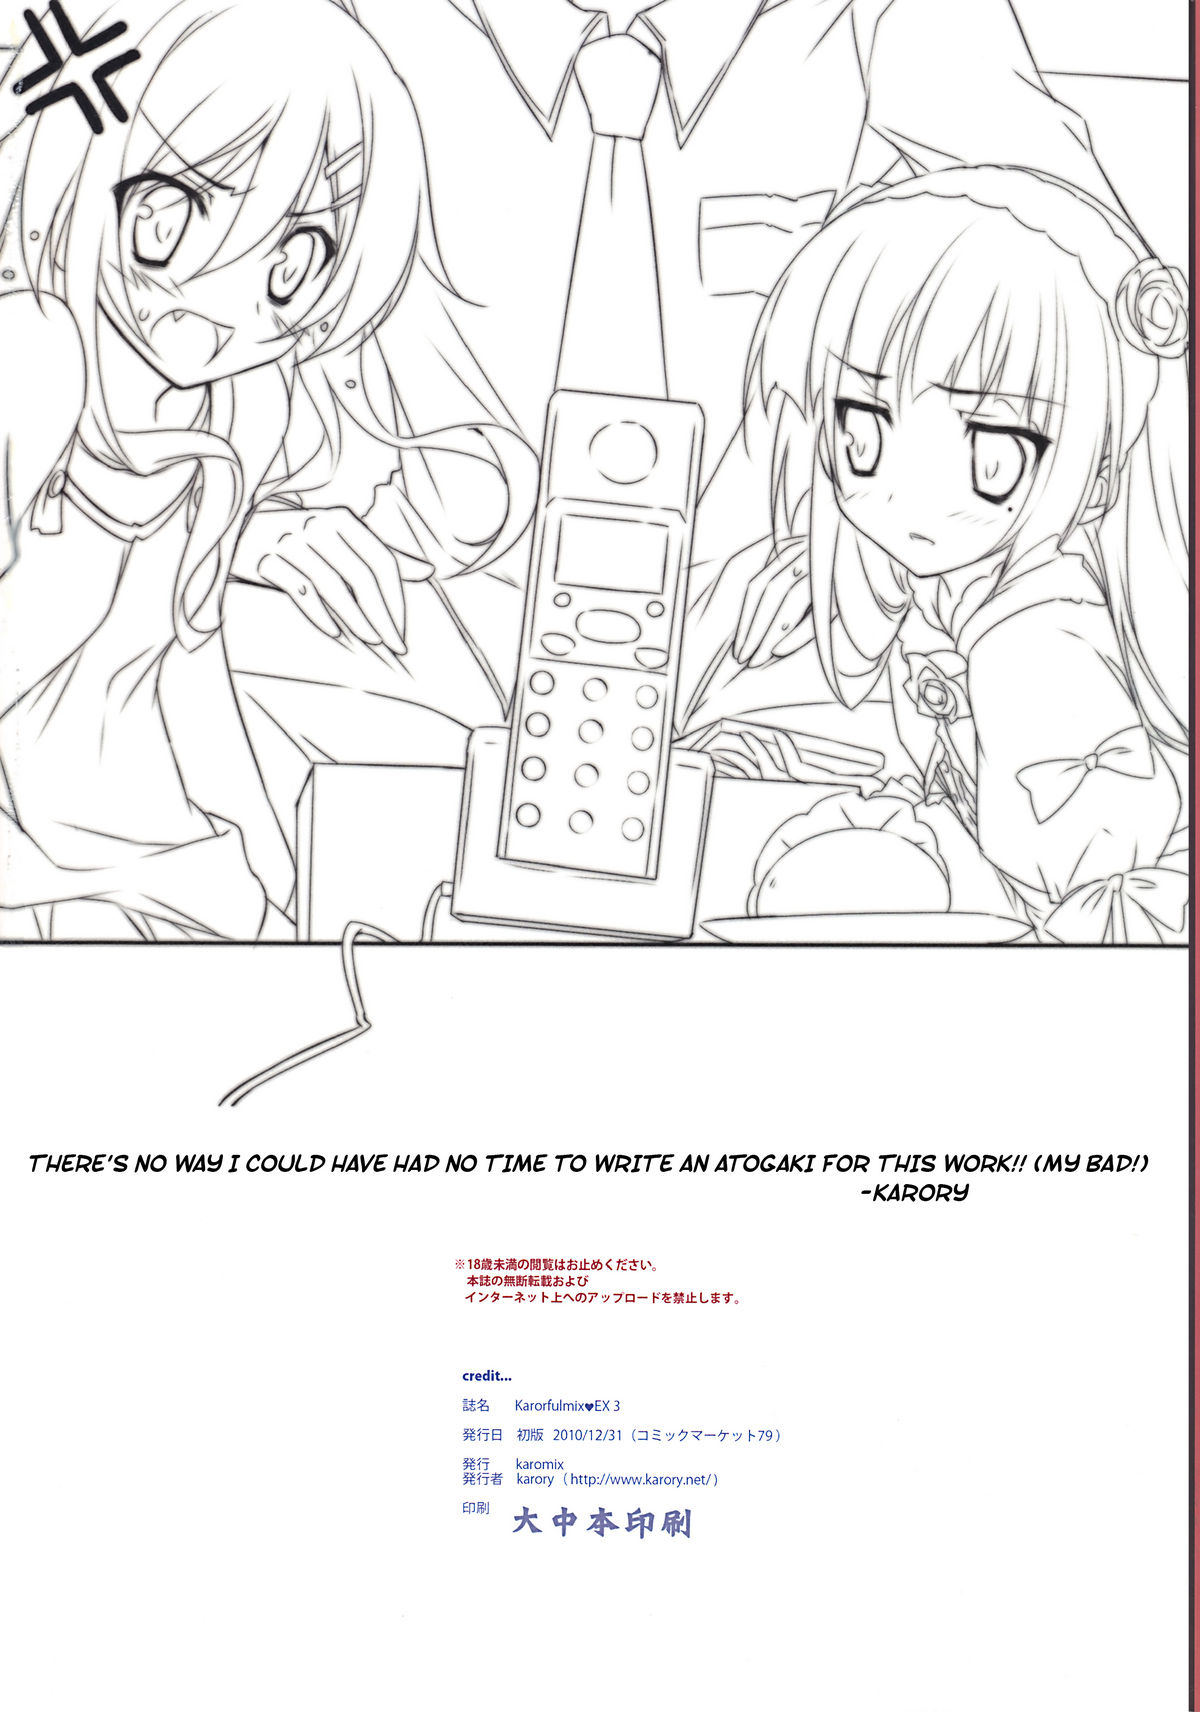 THERE'S NO WAY I COULD HAVE HAD NO TIME TO WRITE AN ATOGAKI FOR THIS WORK!! (MY BAD!)
-KARORY
※18歳未満の閲覧はお止めください。
本誌の無断転載および
インターネット上へのアップロードを禁止します。
credit...
誌名 Karorfulmix♥EX 3
発行日 初版 2010/12/31（コミックマーケット79）
発行 karomix
発行者 karory（http://www.karory.net/）
印刷 大中本印刷